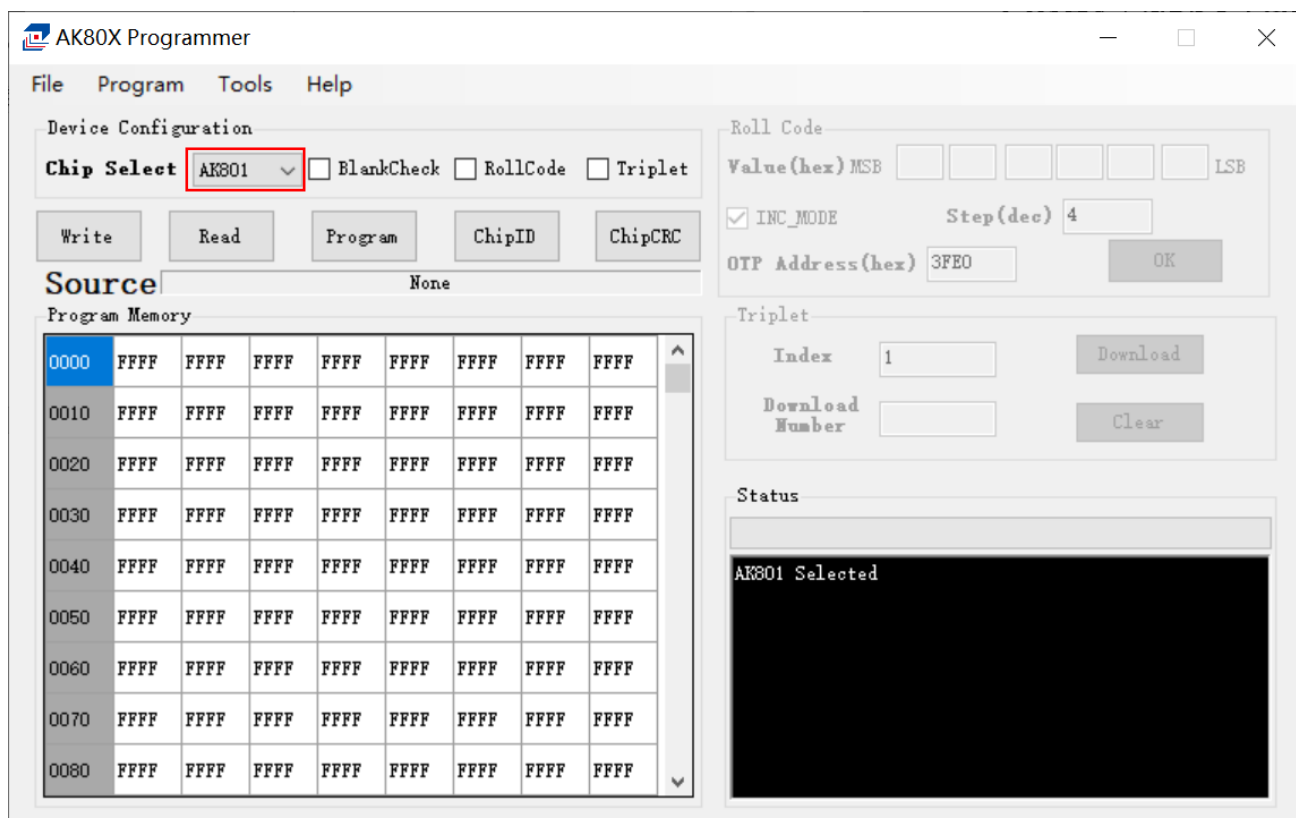 AK80X Programmer
File Program Tools Help
Device Configuration
Chip Select AK801 BlankCheck RollCode Triplet
Write Read Program ChipID ChipCRC
Source None
Program Memory
0000 FFFF FFFF FFFF FFFF FFFF FFFF FFFF FFFF
0010 FFFF FFFF FFFF FFFF FFFF FFFF FFFF FFFF
0020 FFFF FFFF FFFF FFFF FFFF FFFF FFFF FFFF
0030 FFFF FFFF FFFF FFFF FFFF FFFF FFFF FFFF
0040 FFFF FFFF FFFF FFFF FFFF FFFF FFFF FFFF
0050 FFFF FFFF FFFF FFFF FFFF FFFF FFFF FFFF
0060 FFFF FFFF FFFF FFFF FFFF FFFF FFFF FFFF
0070 FFFF FFFF FFFF FFFF FFFF FFFF FFFF FFFF
0080 FFFF FFFF FFFF FFFF FFFF FFFF FFFF FFFF
Roll Code
Value(hex) MSB LSB
INC_MODE Step(dec) 4
OTP Address(hex) 3FE0 OK
Triplet
Index 1 Download
Download
Number Clear
Status
AK801 Selected